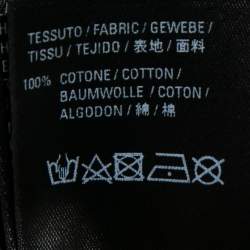 TESSUTO / FABRIC / GEWEBE /
TISSU / TEJIDO / 表地 / 面料
100% COTONE / COTTON /
BAUMWOLLE / COTON /
ALGODON / 綿 / 棉